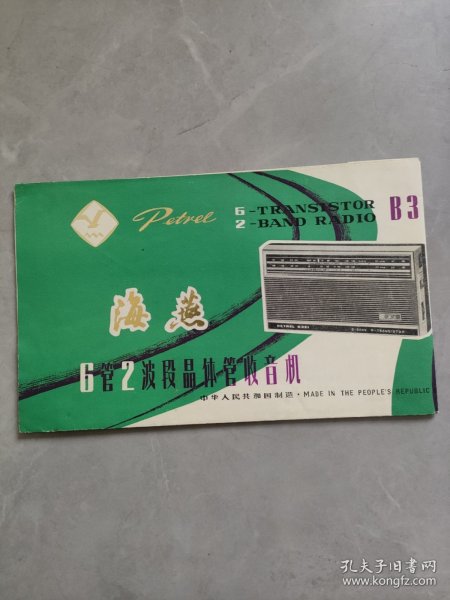 Petrel
6-TRANSISTOR
2-BAND RADIO
B3
海燕
6管2波段晶体管收音机
中华人民共和国制造·MADE IN THE PEOPLE'S REPUBLIC
孔夫子旧书网
www.kongfz.com